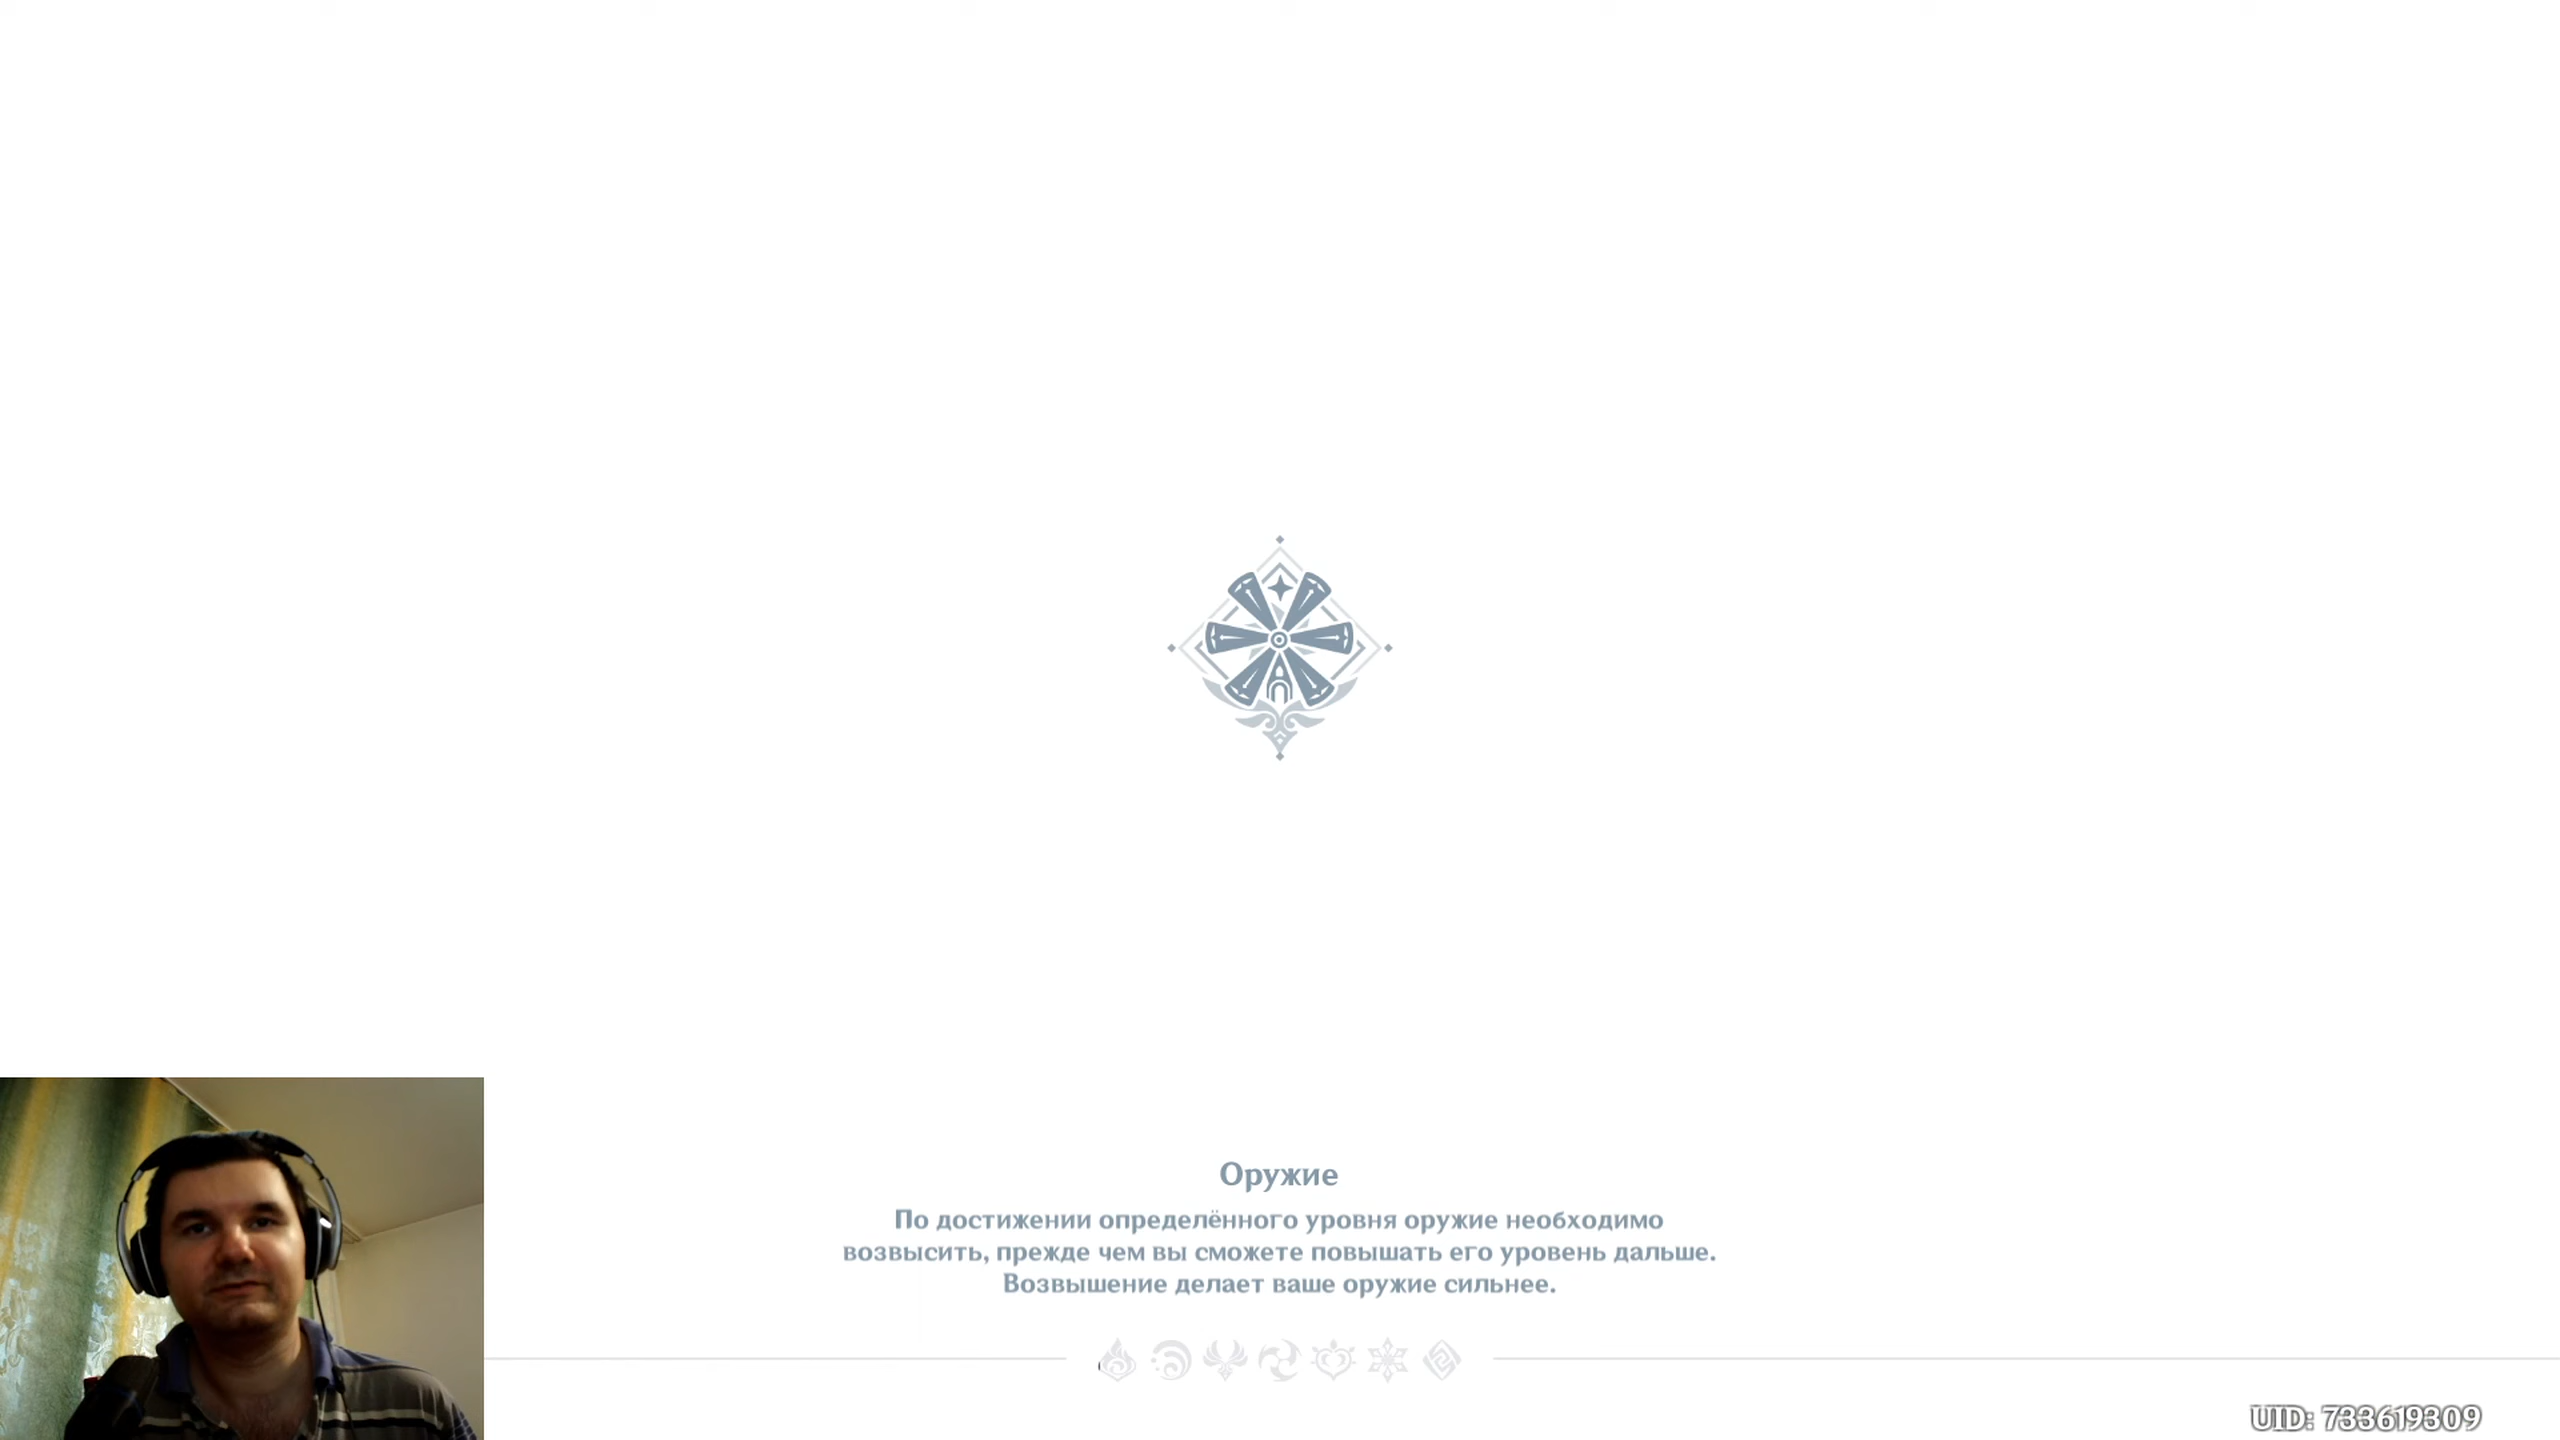 Оружие
По достижении определённого уровня оружие необходимо
возвысить, прежде чем вы сможете повышать его уровень дальше.
Возвышение делает ваше оружие сильнее.
UID: 733619309